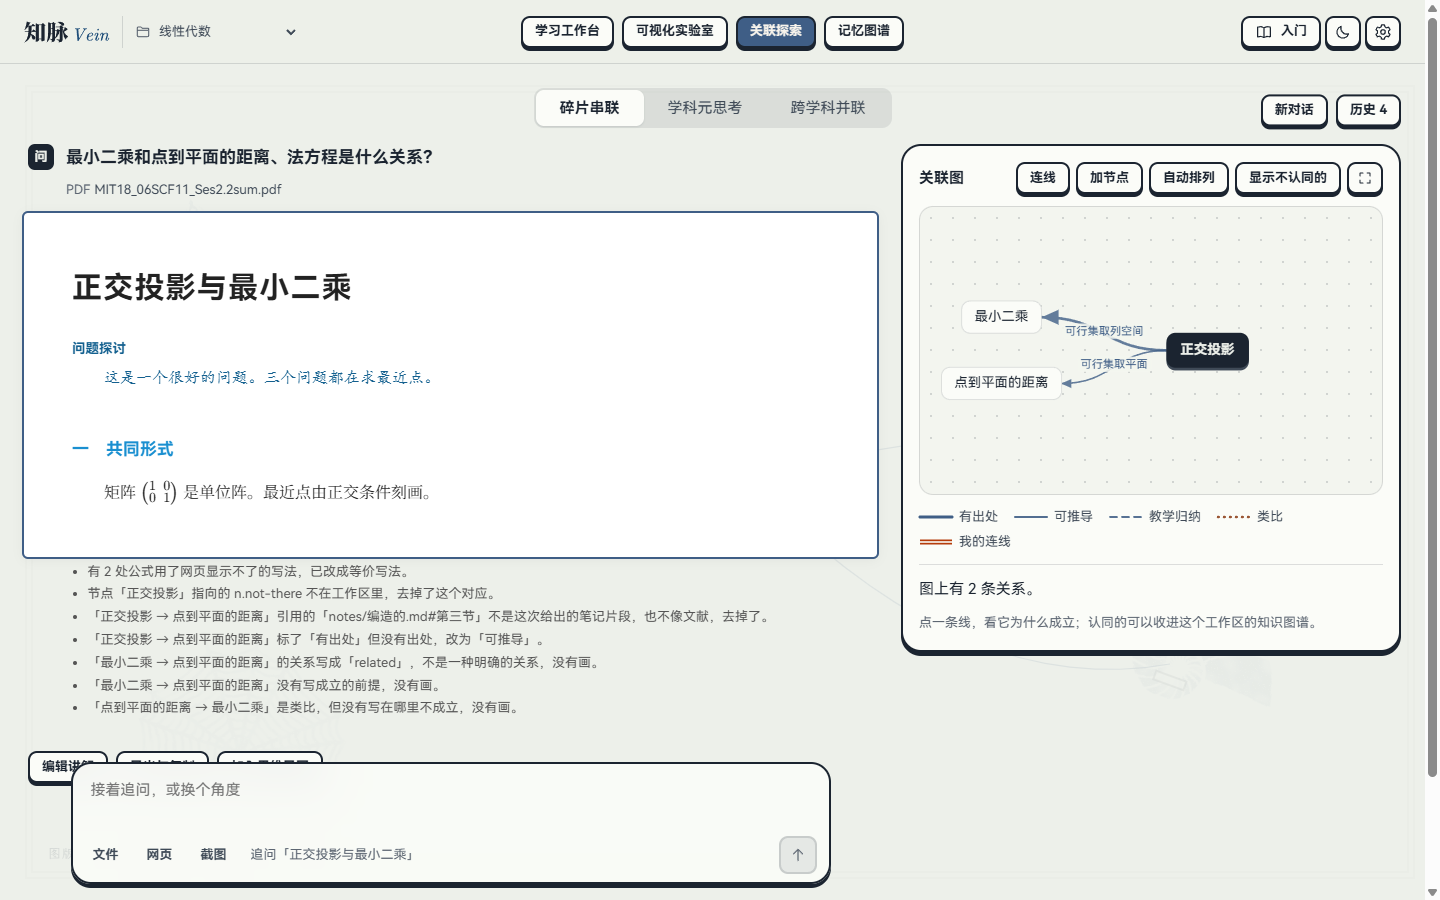 知脉 Vein
线性代数
学习工作台
可视化实验室
关联探索
记忆图谱
入门
碎片串联
学科元思考
跨学科并联
新对话
历史 4
问
最小二乘和点到平面的距离、法方程是什么关系?
PDF MIT18_06SCF11_Ses2.2sum.pdf
正交投影与最小二乘
问题探讨
这是一个很好的问题。三个问题都在求最近点。
一 共同形式
矩阵 (1 0 0 1) 是单位阵。最近点由正交条件刻画。
• 有 2 处公式用了网页显示不了的写法，已改成等价写法。
• 节点「正交投影」指向的 n.not-there 不在工作区里，去掉了这个对应。
• 「正交投影 → 点到平面的距离」引用的「notes/编造的.md#第三节」不是这次给出的笔记片段，也不像文献，去掉了。
• 「正交投影 → 点到平面的距离」标了「有出处」但没有出处，改为「可推导」。
• 「最小二乘 → 点到平面的距离」的关系写成「related」，不是一种明确的关系，没有画。
• 「最小二乘 → 点到平面的距离」没有写成立的前提，没有画。
• 「点到平面的距离 → 最小二乘」是类比，但没有写在哪里不成立，没有画。
编辑讲
接着追问，或换个角度
文件
网页
截图
追问「正交投影与最小二乘」
关联图
连线
加节点
自动排列
显示不认同的
最小二乘
可行集取列空间
正交投影
可行集取平面
点到平面的距离
有出处
可推导
教学归纳
类比
我的连线
图上有 2 条关系。
点一条线，看它为什么成立；认同的可以收进这个工作区的知识图谱。